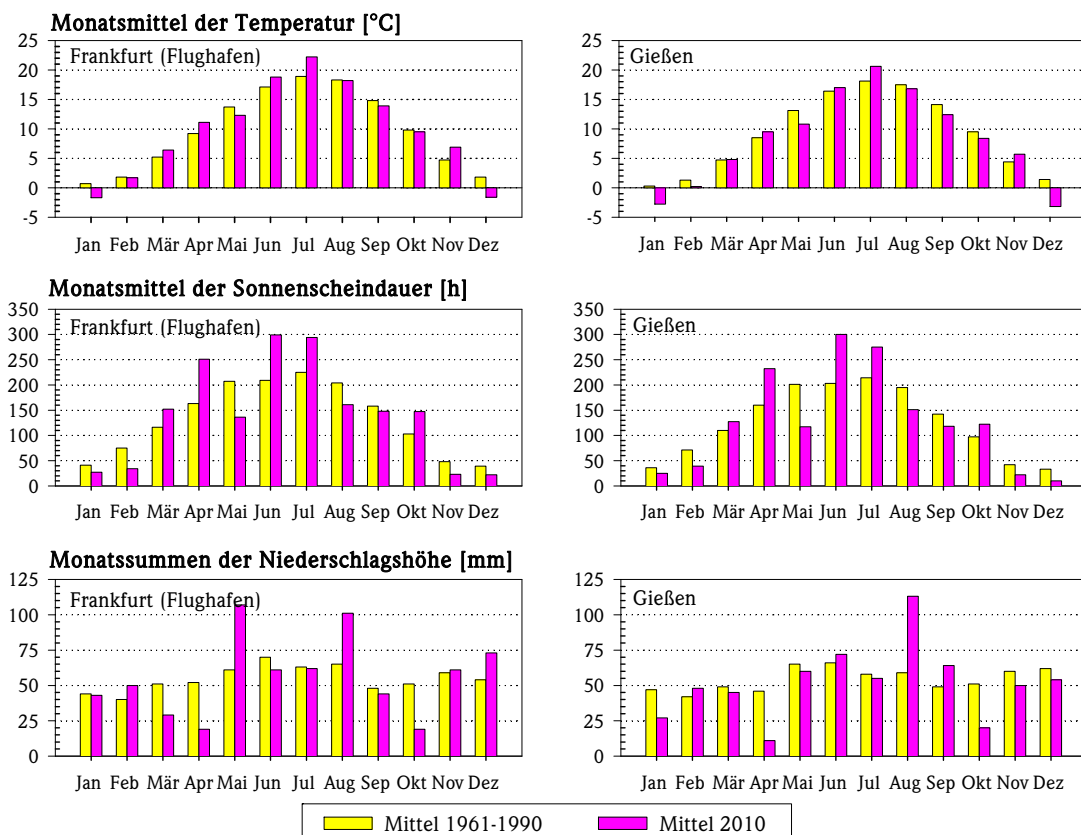 Monatsmittel der Temperatur [°C]
Frankfurt (Flughafen)
25
20
15
10
5
0
-5
Jan Feb Mär Apr Mai Jun Jul Aug Sep Okt Nov Dez
Gießen
25
20
15
10
5
0
-5
Jan Feb Mär Apr Mai Jun Jul Aug Sep Okt Nov Dez
Monatsmittel der Sonnenscheindauer [h]
Frankfurt (Flughafen)
350
300
250
200
150
100
50
0
Jan Feb Mär Apr Mai Jun Jul Aug Sep Okt Nov Dez
Gießen
350
300
250
200
150
100
50
0
Jan Feb Mär Apr Mai Jun Jul Aug Sep Okt Nov Dez
Monatssummen der Niederschlagshöhe [mm]
Frankfurt (Flughafen)
125
100
75
50
25
0
Jan Feb Mär Apr Mai Jun Jul Aug Sep Okt Nov Dez
Gießen
125
100
75
50
25
0
Jan Feb Mär Apr Mai Jun Jul Aug Sep Okt Nov Dez
Mittel 1961-1990 Mittel 2010